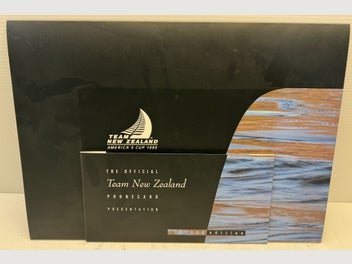 TEAM
NEW ZEALAND
AMERICA'S CUP 1995
THE OFFICIAL
Team New Zealand
PHONECARD
PRESENTATION
limited edition